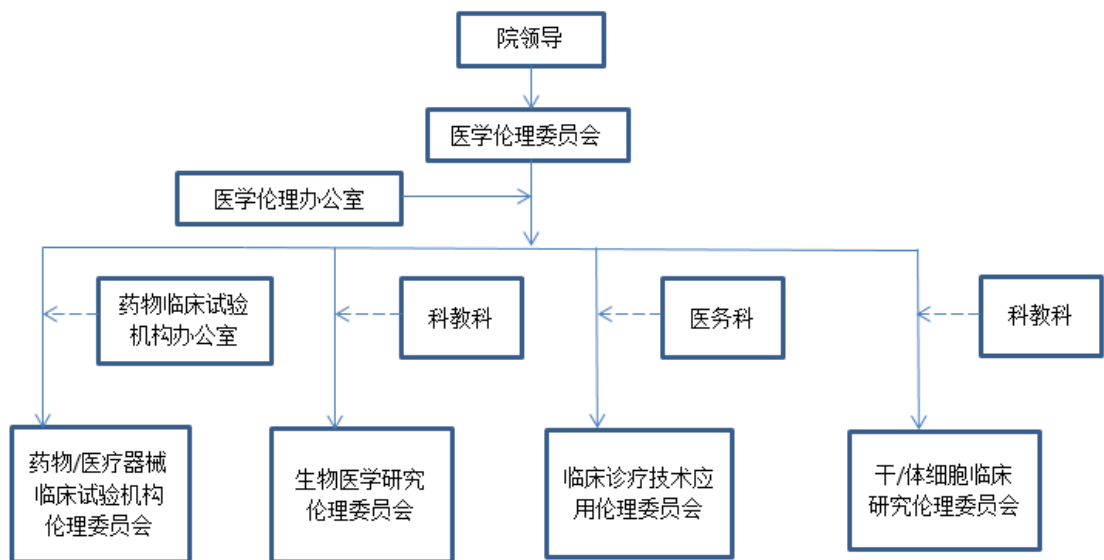 院领导
医学伦理委员会
医学伦理办公室
药物临床试验
机构办公室
科教科
医务科
科教科
药物/医疗器械
临床试验机构
伦理委员会
生物医学研究
伦理委员会
临床诊疗技术应
用伦理委员会
干/体细胞临床
研究伦理委员会